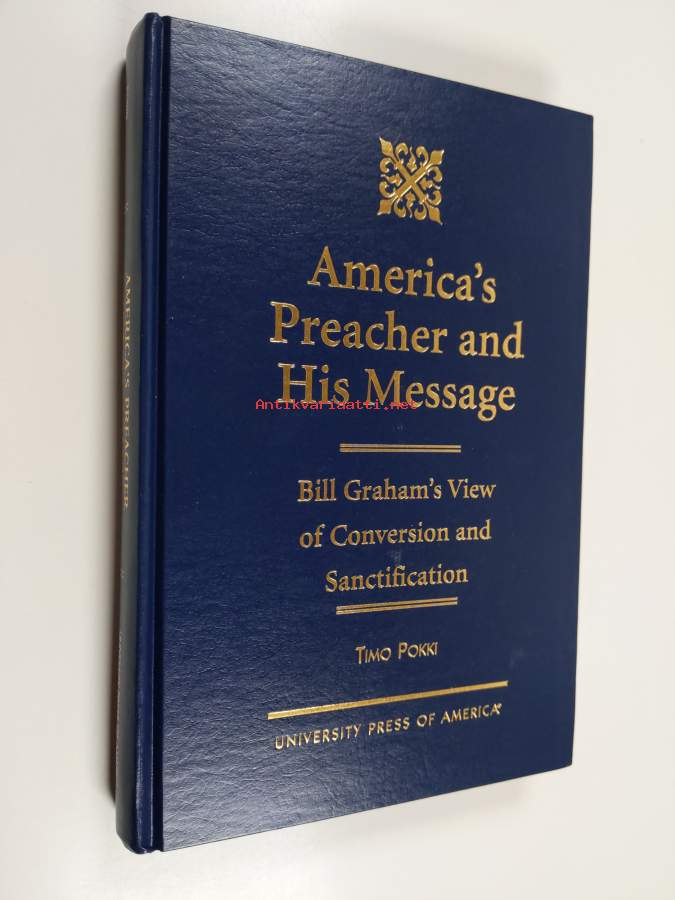 America's
Preacher and
His Message
Antikvariaatti.net
Bill Graham's View
of Conversion and
Sanctification
TIMO POKKI
UNIVERSITY PRESS OF AMERICA®
AMERICA'S PREACHER